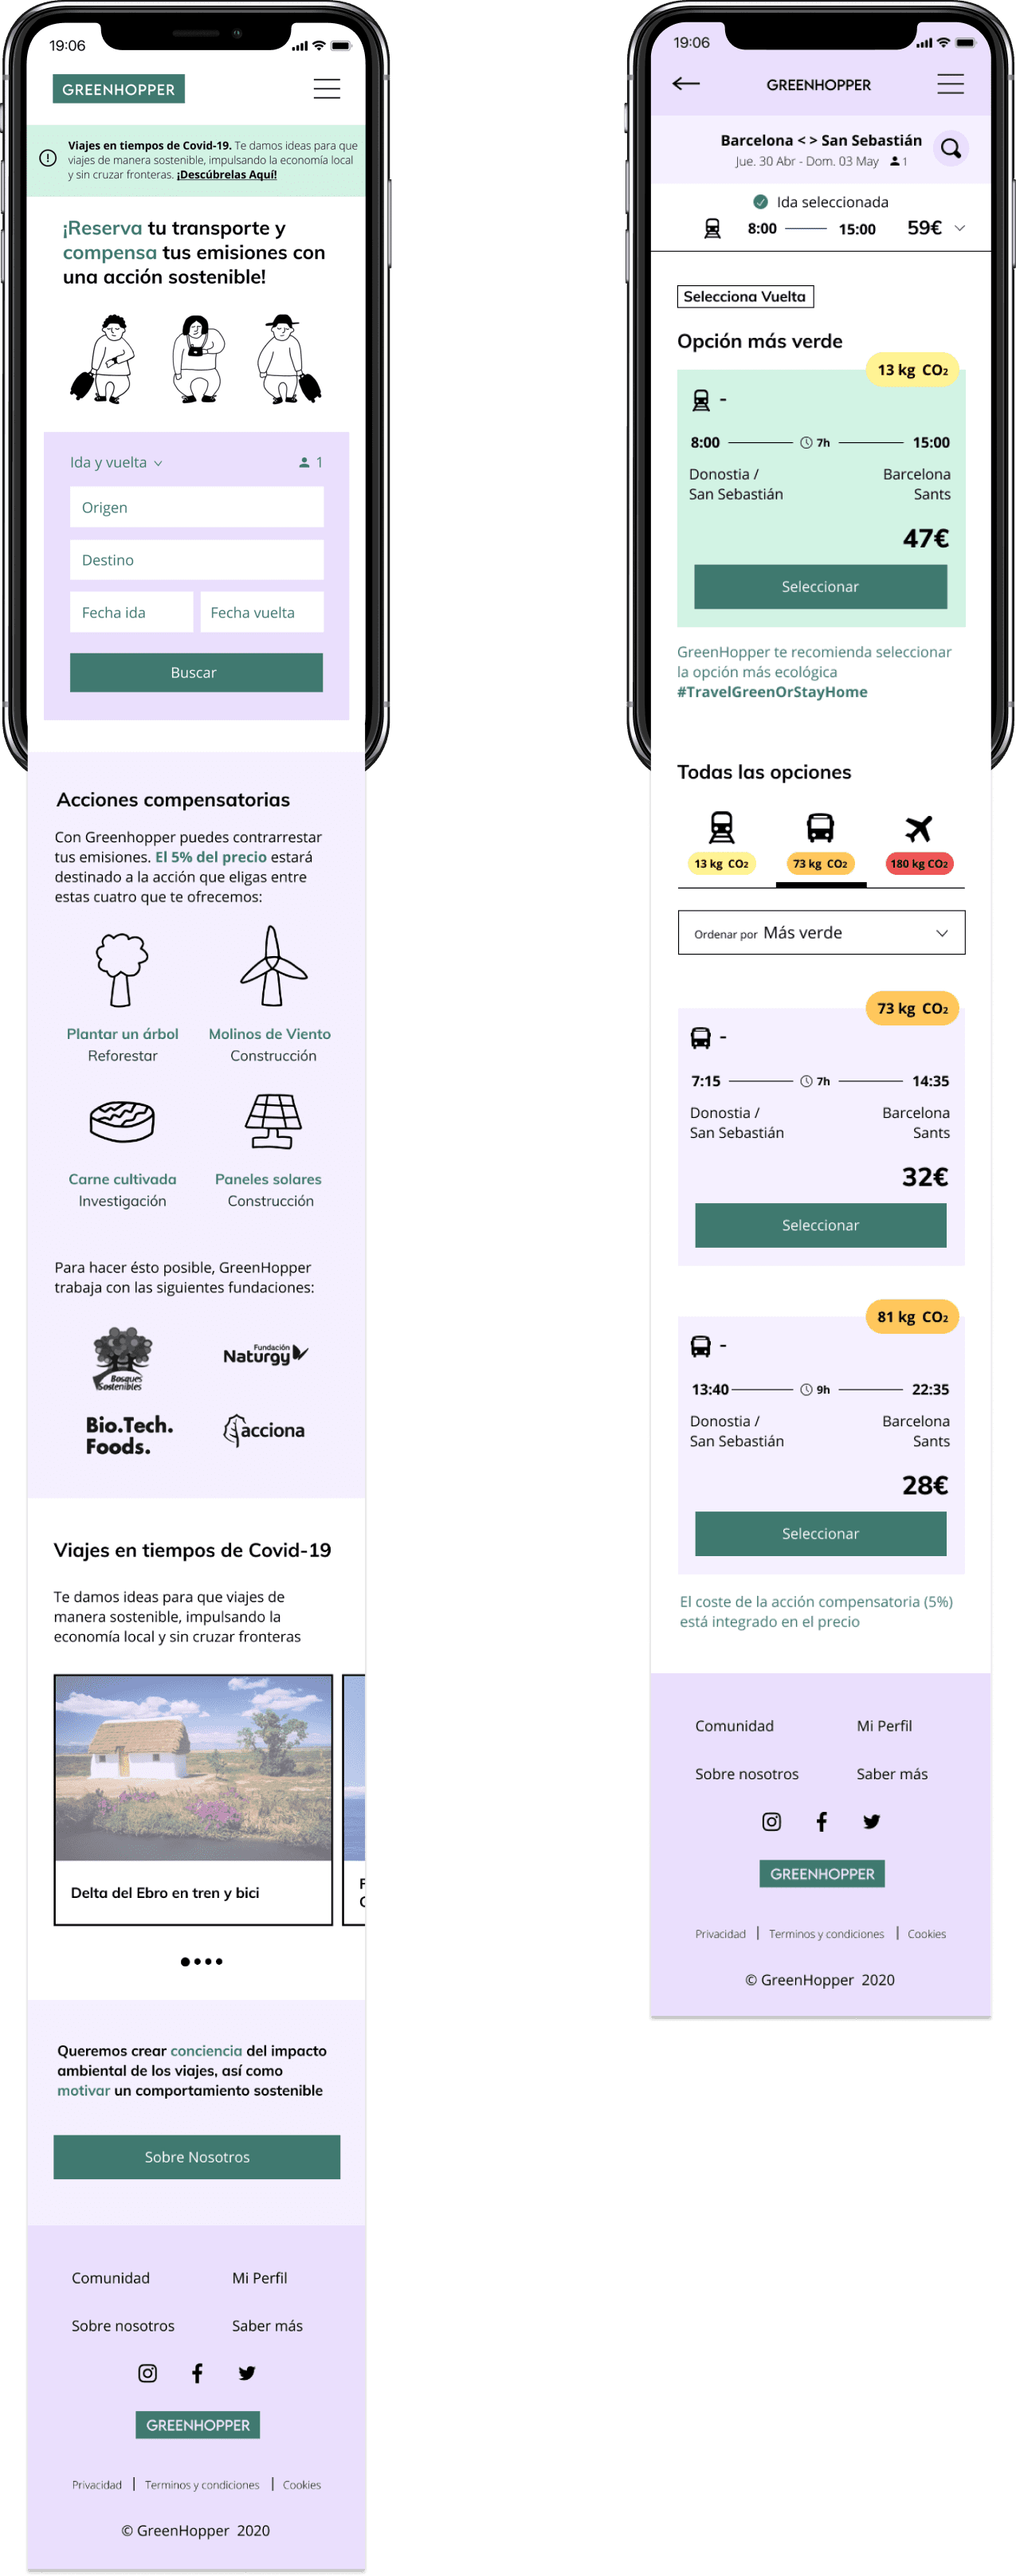 19:06
GREENHOPPER
Viajes en tiempos de Covid-19. Te damos ideas para que
viajes de manera sostenible, impulsando la economía local
y sin cruzar fronteras. ¡Descúbrelas Aquí!
¡Reserva tu transporte y
compensa tus emisiones con
una acción sostenible!
Ida y vuelta 1
Origen
Destino
Fecha ida Fecha vuelta
Buscar
Acciones compensatorias
Con Greenhopper puedes contrarrestar
tus emisiones. El 5% del precio estará
destinado a la acción que eligas entre
estas cuatro que te ofrecemos:
Plantar un árbol
Reforestar
Molinos de Viento
Construcción
Carne cultivada
Investigación
Paneles solares
Construcción
Para hacer ésto posible, GreenHopper
trabaja con las siguientes fundaciones:
Bosques
Sostenibles
Fundación
Naturgy
Bio.Tech.
Foods.
acciona
Viajes en tiempos de Covid-19
Te damos ideas para que viajes de
manera sostenible, impulsando la
economía local y sin cruzar fronteras
Delta del Ebro en tren y bici
Queremos crear conciencia del impacto
ambiental de los viajes, así como
motivar un comportamiento sostenible
Sobre Nosotros
Comunidad Mi Perfil
Sobre nosotros Saber más
GREENHOPPER
Privacidad | Terminos y condiciones | Cookies
© GreenHopper 2020
19:06
GREENHOPPER
Barcelona < > San Sebastián
Jue. 30 Abr - Dom. 03 May 1
Ida seleccionada
8:00 15:00 59€
Selecciona Vuelta
Opción más verde
13 kg CO2
-
8:00 7h 15:00
Donostia / Barcelona
San Sebastián Sants
47€
Seleccionar
GreenHopper te recomienda seleccionar
la opción más ecológica
#TravelGreenOrStayHome
Todas las opciones
13 kg CO2 73 kg CO2 180 kg CO2
Ordenar por Más verde
73 kg CO2
-
7:15 7h 14:35
Donostia / Barcelona
San Sebastián Sants
32€
Seleccionar
81 kg CO2
-
13:40 9h 22:35
Donostia / Barcelona
San Sebastián Sants
28€
Seleccionar
El coste de la acción compensatoria (5%)
está integrado en el precio
Comunidad Mi Perfil
Sobre nosotros Saber más
GREENHOPPER
Privacidad | Terminos y condiciones | Cookies
© GreenHopper 2020